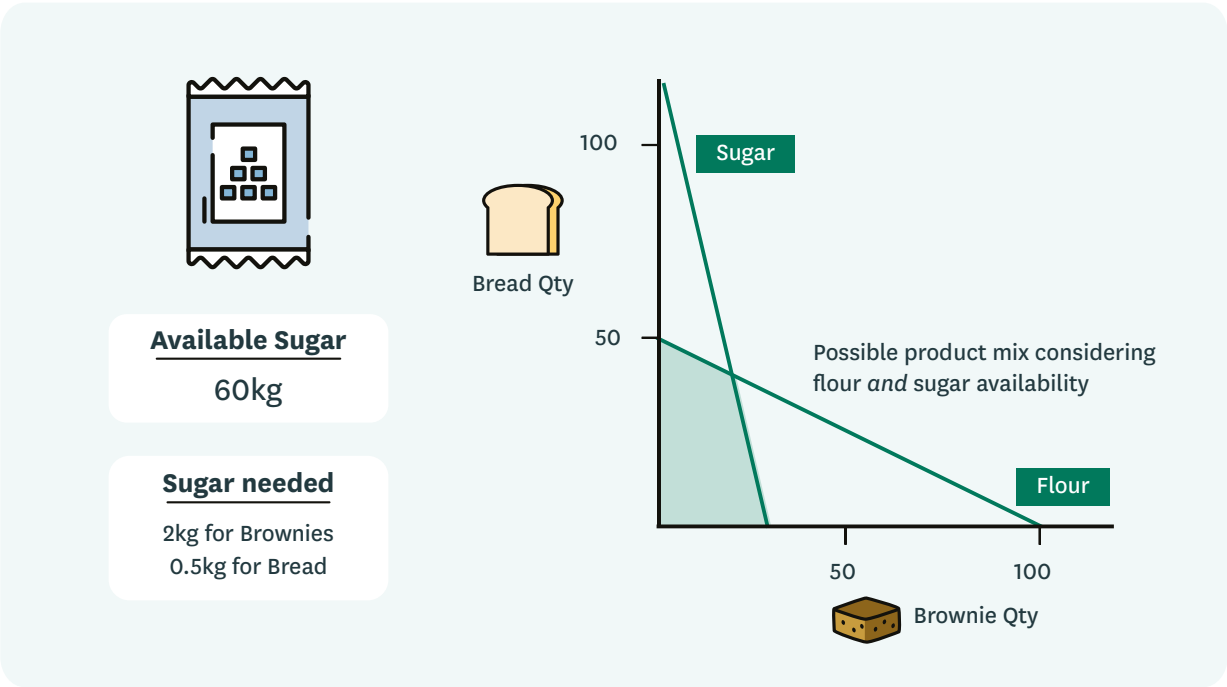 Available Sugar
60kg
Sugar needed
2kg for Brownies
0.5kg for Bread
100
Sugar
Bread Qty
50
Possible product mix considering
flour and sugar availability
Flour
50
100
Brownie Qty